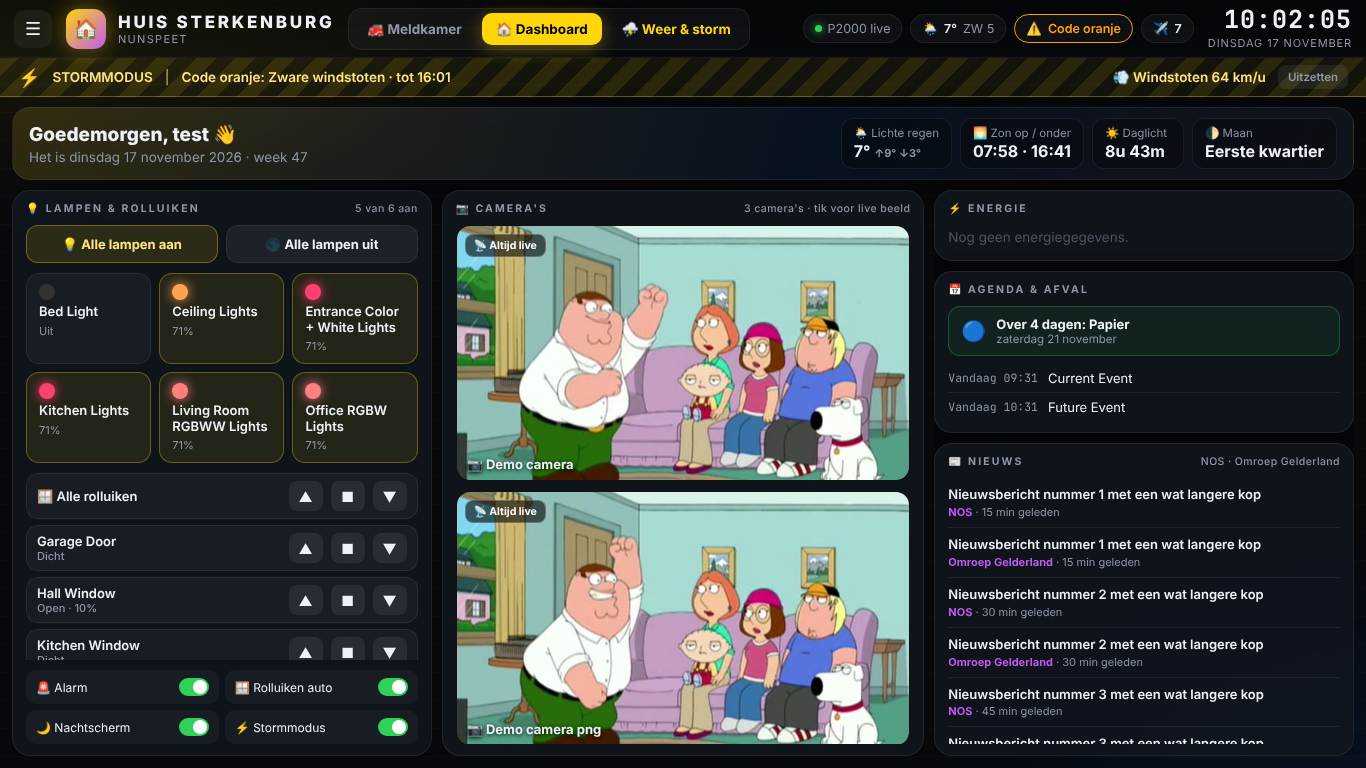 HUIS STERKENBURG
NUNSPEET
Meldkamer
Dashboard
Weer & storm
P2000 live
7° ZW 5
Code oranje
7
10:02:05
DINSDAG 17 NOVEMBER
STORMMODUS | Code oranje: Zware windstoten · tot 16:01
Windstoten 64 km/u
Uitzetten
Goedemorgen, test
Het is dinsdag 17 november 2026 · week 47
Lichte regen
7° ↑9° ↓3°
Zon op / onder
07:58 · 16:41
Daglicht
8u 43m
Maan
Eerste kwartier
LAMPEN & ROLLUIKEN
5 van 6 aan
Alle lampen aan
Alle lampen uit
Bed Light
Uit
Ceiling Lights
71%
Entrance Color
+ White Lights
71%
Kitchen Lights
71%
Living Room
RGBWW Lights
71%
Office RGBW
Lights
71%
Alle rolluiken
Garage Door
Dicht
Hall Window
Open · 10%
Kitchen Window
Dicht
Alarm
Rolluiken auto
Nachtscherm
Stormmodus
CAMERA'S
3 camera's · tik voor live beeld
Altijd live
Demo camera
Altijd live
Demo camera png
ENERGIE
Nog geen energiegegevens.
AGENDA & AFVAL
Over 4 dagen: Papier
zaterdag 21 november
Vandaag 09:31 Current Event
Vandaag 10:31 Future Event
NIEUWS
NOS · Omroep Gelderland
Nieuwsbericht nummer 1 met een wat langere kop
NOS · 15 min geleden
Nieuwsbericht nummer 1 met een wat langere kop
Omroep Gelderland · 15 min geleden
Nieuwsbericht nummer 2 met een wat langere kop
NOS · 30 min geleden
Nieuwsbericht nummer 2 met een wat langere kop
Omroep Gelderland · 30 min geleden
Nieuwsbericht nummer 3 met een wat langere kop
NOS · 45 min geleden
Nieuwsbericht nummer 3 met een wat langere kop